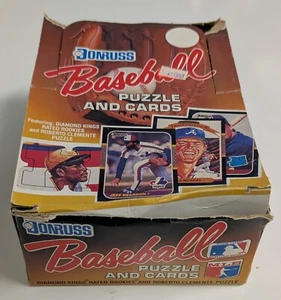 DONRUSS
Baseball
PUZZLE
AND CARDS
Featuring: DIAMOND KINGS
RATED ROOKIES
and ROBERTO CLEMENTE
PUZZLE
DONRUSS
Baseball
PUZZLE
AND CARDS
DIAMOND KINGS RATED ROOKIES and ROBERTO CLEMENTE PUZZLE